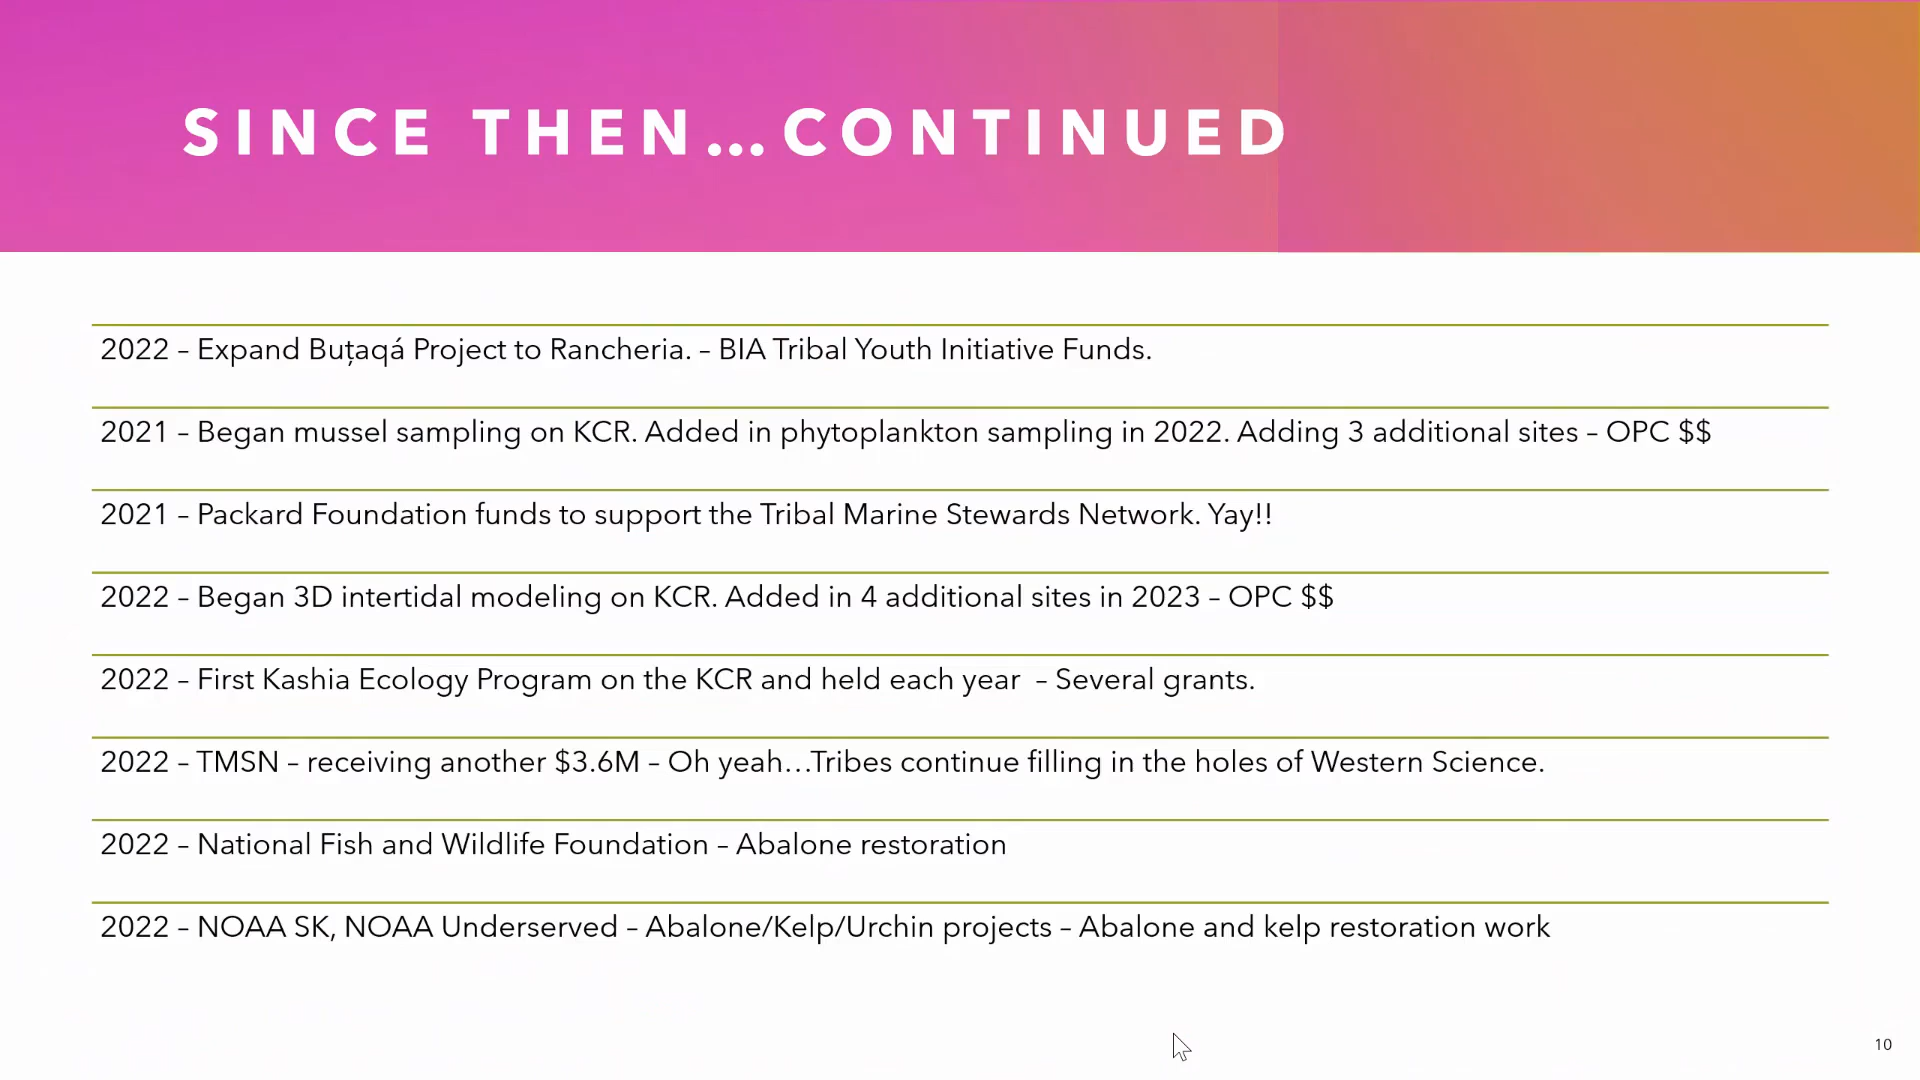 SINCE THEN...CONTINUED
2022 – Expand Buṭaqá Project to Rancheria. – BIA Tribal Youth Initiative Funds.
2021 – Began mussel sampling on KCR. Added in phytoplankton sampling in 2022. Adding 3 additional sites – OPC $$
2021 – Packard Foundation funds to support the Tribal Marine Stewards Network. Yay!!
2022 – Began 3D intertidal modeling on KCR. Added in 4 additional sites in 2023 – OPC $$
2022 – First Kashia Ecology Program on the KCR and held each year  – Several grants.
2022 – TMSN – receiving another $3.6M – Oh yeah…Tribes continue filling in the holes of Western Science.
2022 – National Fish and Wildlife Foundation – Abalone restoration
2022 – NOAA SK, NOAA Underserved – Abalone/Kelp/Urchin projects – Abalone and kelp restoration work
10